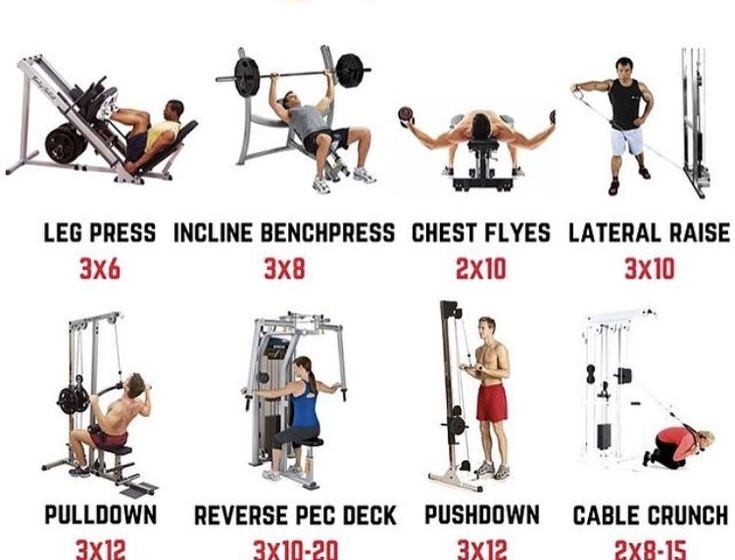 LEG PRESS INCLINE BENCHPRESS CHEST FLYES LATERAL RAISE
3x6 3x8 2x10 3x10
PULLDOWN REVERSE PEC DECK PUSHDOWN CABLE CRUNCH
3x12 3x10-20 3x12 2x8-15